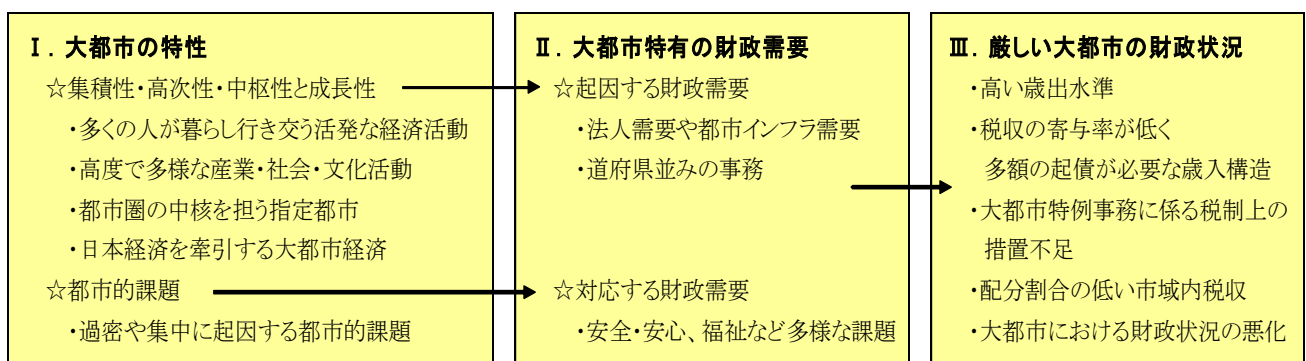 Ⅰ．大都市の特性
☆集積性・高次性・中枢性と成長性
・多くの人が暮らし行き交う活発な経済活動
・高度で多様な産業・社会・文化活動
・都市圏の中核を担う指定都市
・日本経済を牽引する大都市経済
☆都市的課題
・過密や集中に起因する都市的課題
Ⅱ．大都市特有の財政需要
☆起因する財政需要
・法人需要や都市インフラ需要
・道府県並みの事務
☆対応する財政需要
・安全・安心、福祉など多様な課題
Ⅲ．厳しい大都市の財政状況
・高い歳出水準
・税収の寄与率が低く
多額の起債が必要な歳入構造
・大都市特例事務に係る税制上の
措置不足
・配分割合の低い市域内税収
・大都市における財政状況の悪化